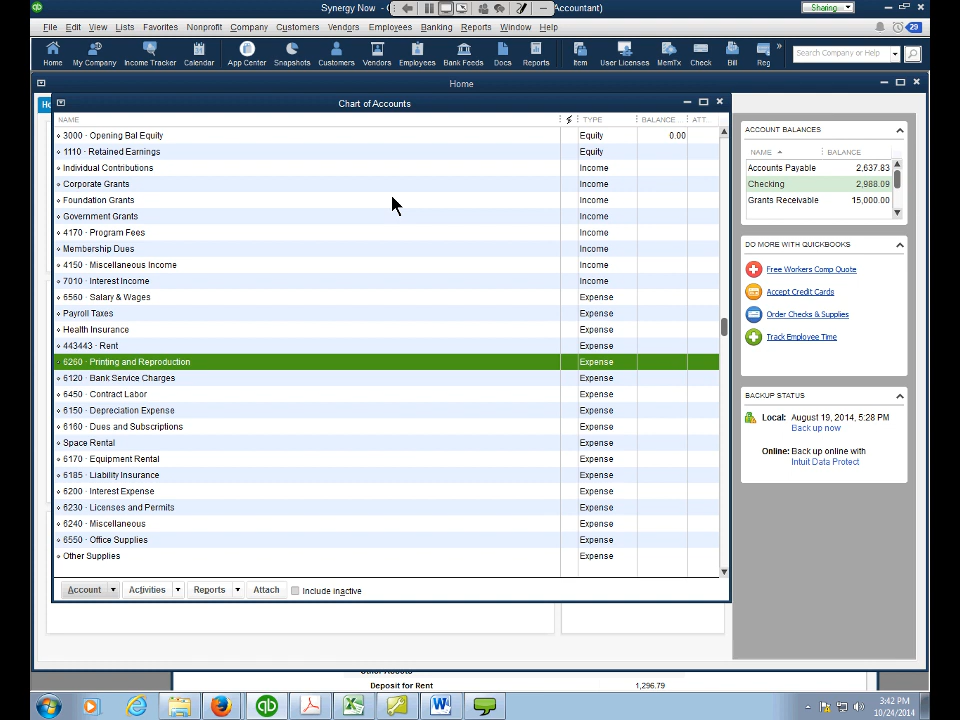 Synergy Now - (
Accountant)
Sharing
File Edit View Lists Favorites Nonprofit Company Customers Vendors Employees Banking Reports Window Help
29
Home My Company Income Tracker Calendar App Center Snapshots Customers Vendors Employees Bank Feeds Docs Reports Item User Licenses MemTx Check Bill Reg
»
Search Company or Help
Home
Chart of Accounts
NAME TYPE BALANCE... ATT
3000 · Opening Bal Equity Equity 0.00
1110 · Retained Earnings Equity
Individual Contributions Income
Corporate Grants Income
Foundation Grants Income
Government Grants Income
4170 · Program Fees Income
Membership Dues Income
4150 · Miscellaneous Income Income
7010 · Interest Income Income
6560 · Salary & Wages Expense
Payroll Taxes Expense
Health Insurance Expense
443443 · Rent Expense
6260 · Printing and Reproduction Expense
6120 · Bank Service Charges Expense
6450 · Contract Labor Expense
6150 · Depreciation Expense Expense
6160 · Dues and Subscriptions Expense
Space Rental Expense
6170 · Equipment Rental Expense
6185 · Liability Insurance Expense
6200 · Interest Expense Expense
6230 · Licenses and Permits Expense
6240 · Miscellaneous Expense
6550 · Office Supplies Expense
Other Supplies Expense
Account Activities Reports Attach Include inactive
ACCOUNT BALANCES
NAME BALANCE
Accounts Payable 2,637.83
Checking 2,988.09
Grants Receivable 15,000.00
DO MORE WITH QUICKBOOKS
Free Workers Comp Quote
Accept Credit Cards
Order Checks & Supplies
Track Employee Time
BACKUP STATUS
Local: August 19, 2014, 5:28 PM
Back up now
Online: Back up online with
Intuit Data Protect
Deposit for Rent 1,296.79
3:42 PM
10/24/2014